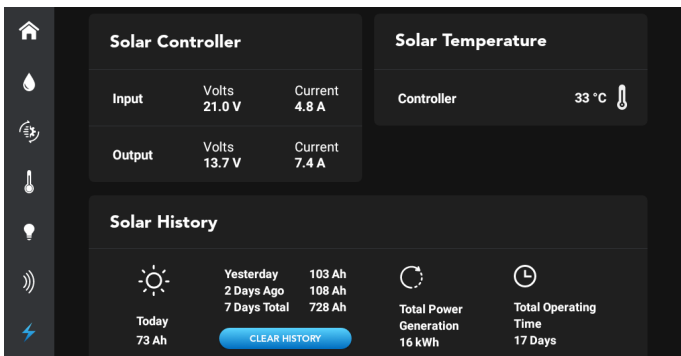 Solar Controller
Input
Volts
21.0 V
Current
4.8 A
Output
Volts
13.7 V
Current
7.4 A
Solar Temperature
Controller
33 °C
Solar History
Today
73 Ah
Yesterday 103 Ah
2 Days Ago 108 Ah
7 Days Total 728 Ah
CLEAR HISTORY
Total Power
Generation
16 kWh
Total Operating
Time
17 Days